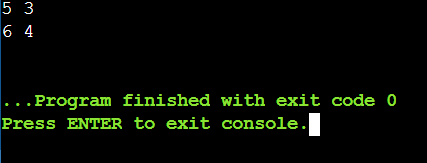 5 3
6 4
...Program finished with exit code 0
Press ENTER to exit console.